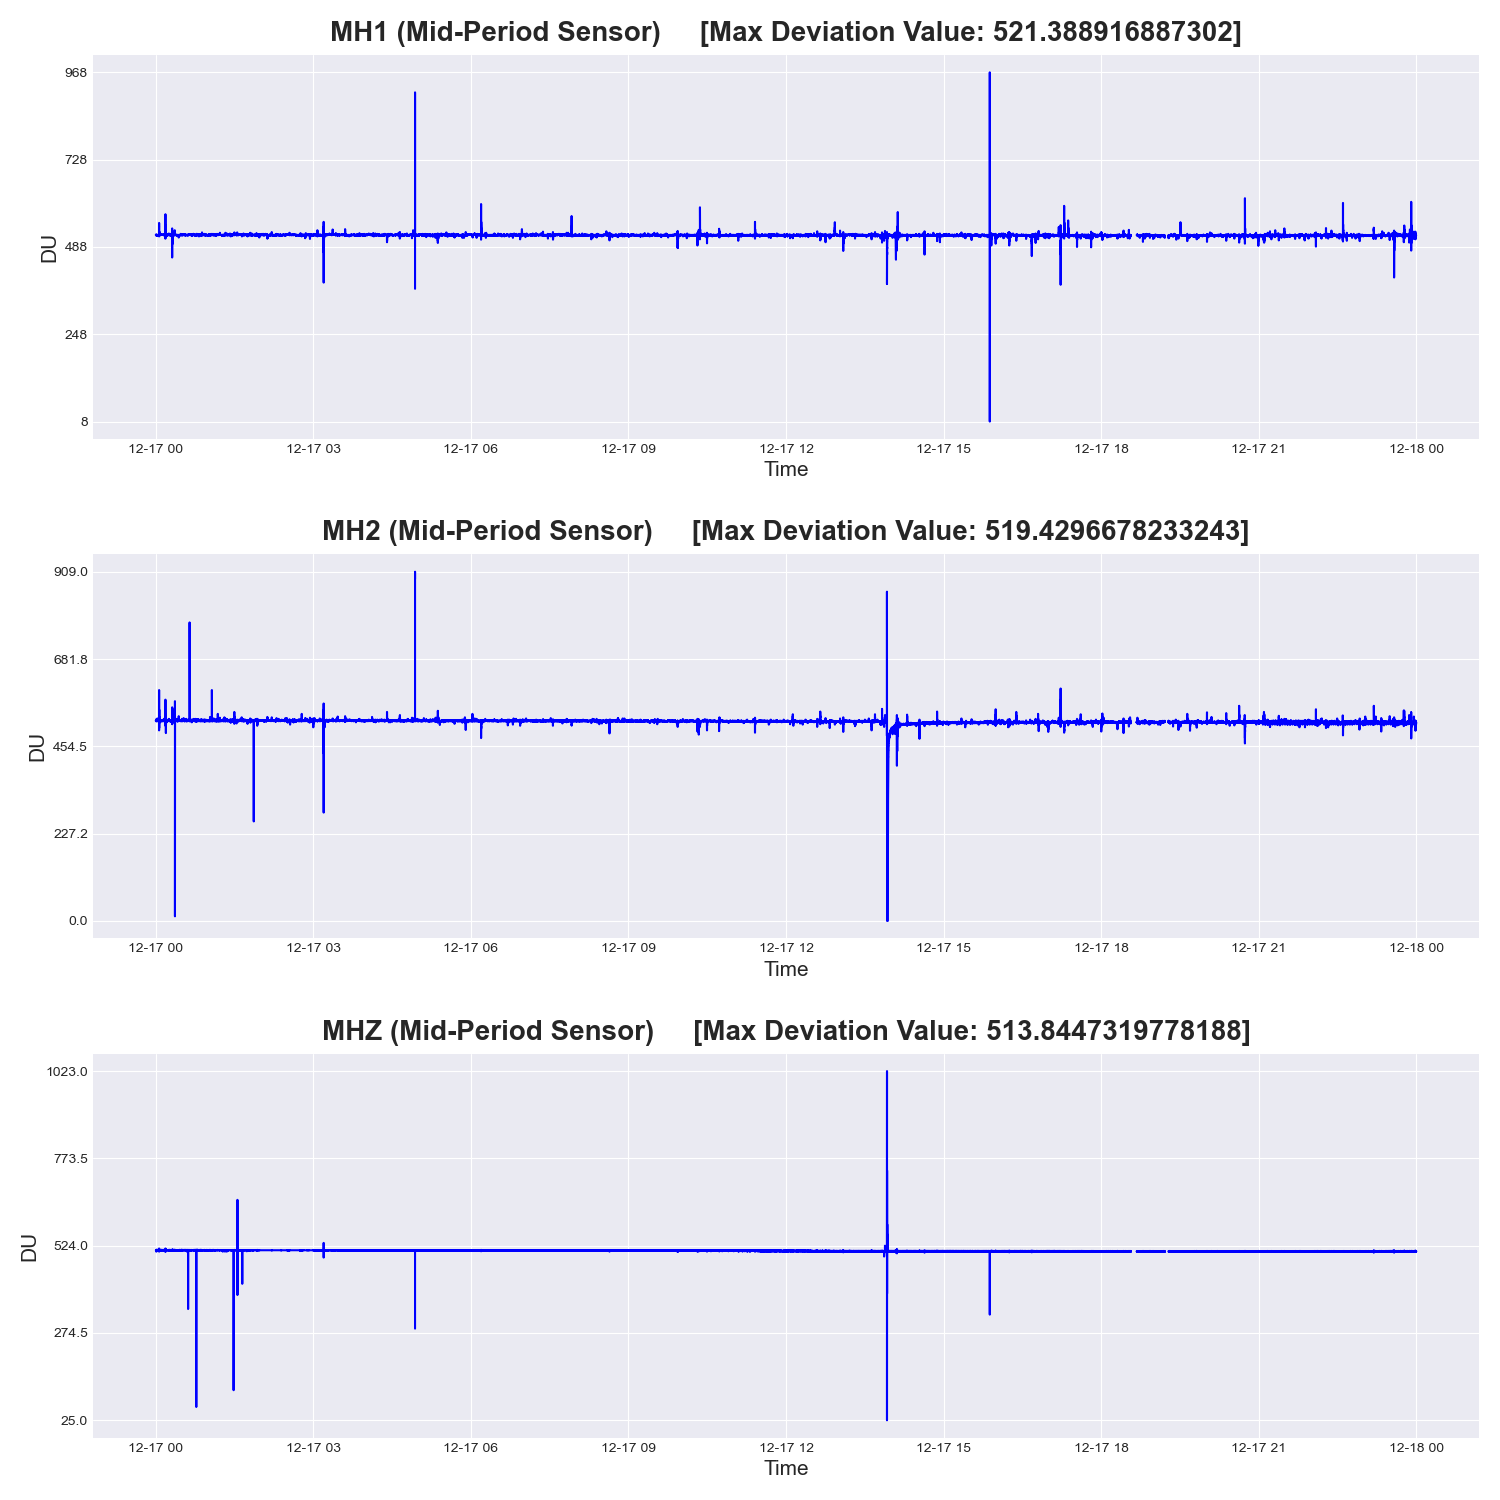 MH1 (Mid-Period Sensor) [Max Deviation Value: 521.388916887302]
968
728
488
248
8
DU
12-17 00 12-17 03 12-17 06 12-17 09 12-17 12 12-17 15 12-17 18 12-17 21 12-18 00
Time
MH2 (Mid-Period Sensor) [Max Deviation Value: 519.4296678233243]
909.0
681.8
454.5
227.2
0.0
DU
12-17 00 12-17 03 12-17 06 12-17 09 12-17 12 12-17 15 12-17 18 12-17 21 12-18 00
Time
MHZ (Mid-Period Sensor) [Max Deviation Value: 513.8447319778188]
1023.0
773.5
524.0
274.5
25.0
DU
12-17 00 12-17 03 12-17 06 12-17 09 12-17 12 12-17 15 12-17 18 12-17 21 12-18 00
Time